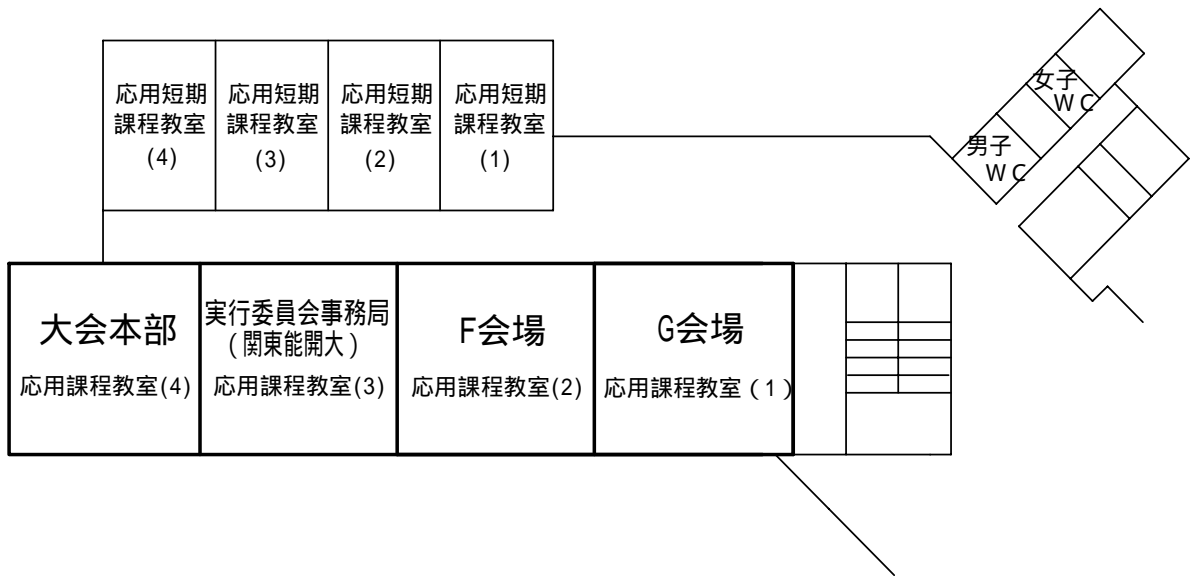 応用短期
課程教室
(4)
応用短期
課程教室
(3)
応用短期
課程教室
(2)
応用短期
課程教室
(1)
女子
WC
男子
WC
大会本部
応用課程教室(4)
実行委員会事務局
(関東能開大)
応用課程教室(3)
F会場
応用課程教室(2)
G会場
応用課程教室(1)